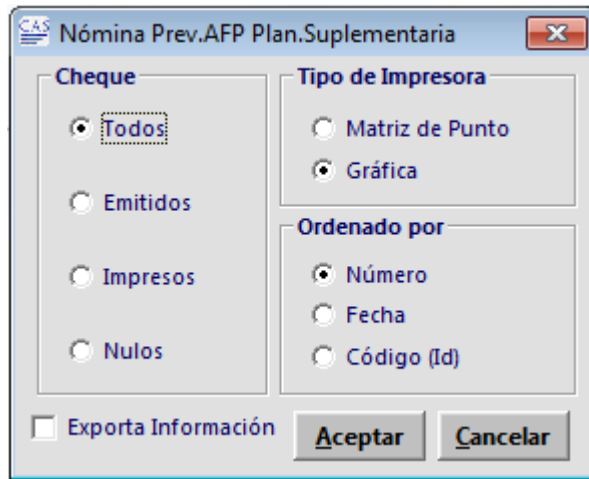 CAS Nómina Prev.AFP Plan.Suplementaria
Cheque
Todos
Emitidos
Impresos
Nulos
Tipo de Impresora
Matriz de Punto
Gráfica
Ordenado por
Número
Fecha
Código (Id)
Exporta Información
Aceptar
Cancelar